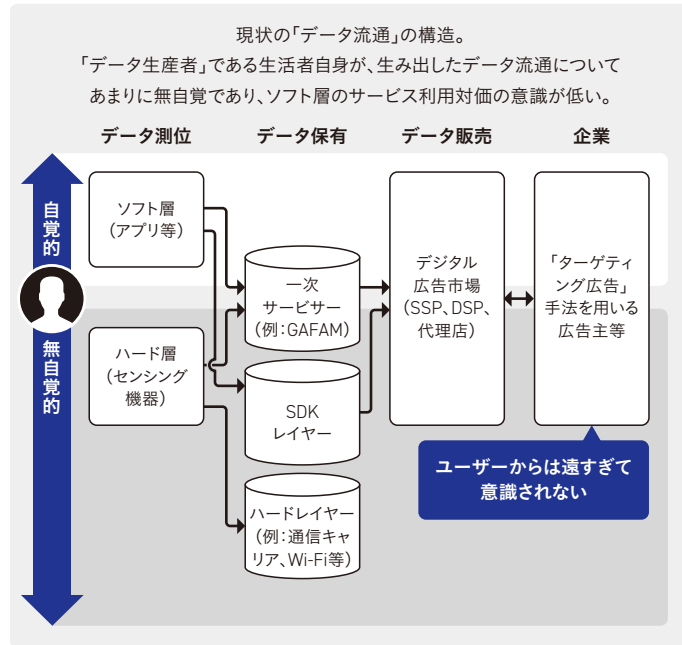 現状の「データ流通」の構造。
「データ生産者」である生活者自身が、生み出したデータ流通について
あまりに無自覚であり、ソフト層のサービス利用対価の意識が低い。
データ測位
データ保有
データ販売
企業
自覚的
無自覚的
ソフト層
（アプリ等）
ハード層
（センシング
機器）
一次
サービサー
（例：GAFAM）
SDK
レイヤー
ハードレイヤー
（例：通信キャ
リア、Wi-Fi等）
デジタル
広告市場
（SSP、DSP、
代理店）
「ターゲティ
ング広告」
手法を用いる
広告主等
ユーザーからは遠すぎて
意識されない